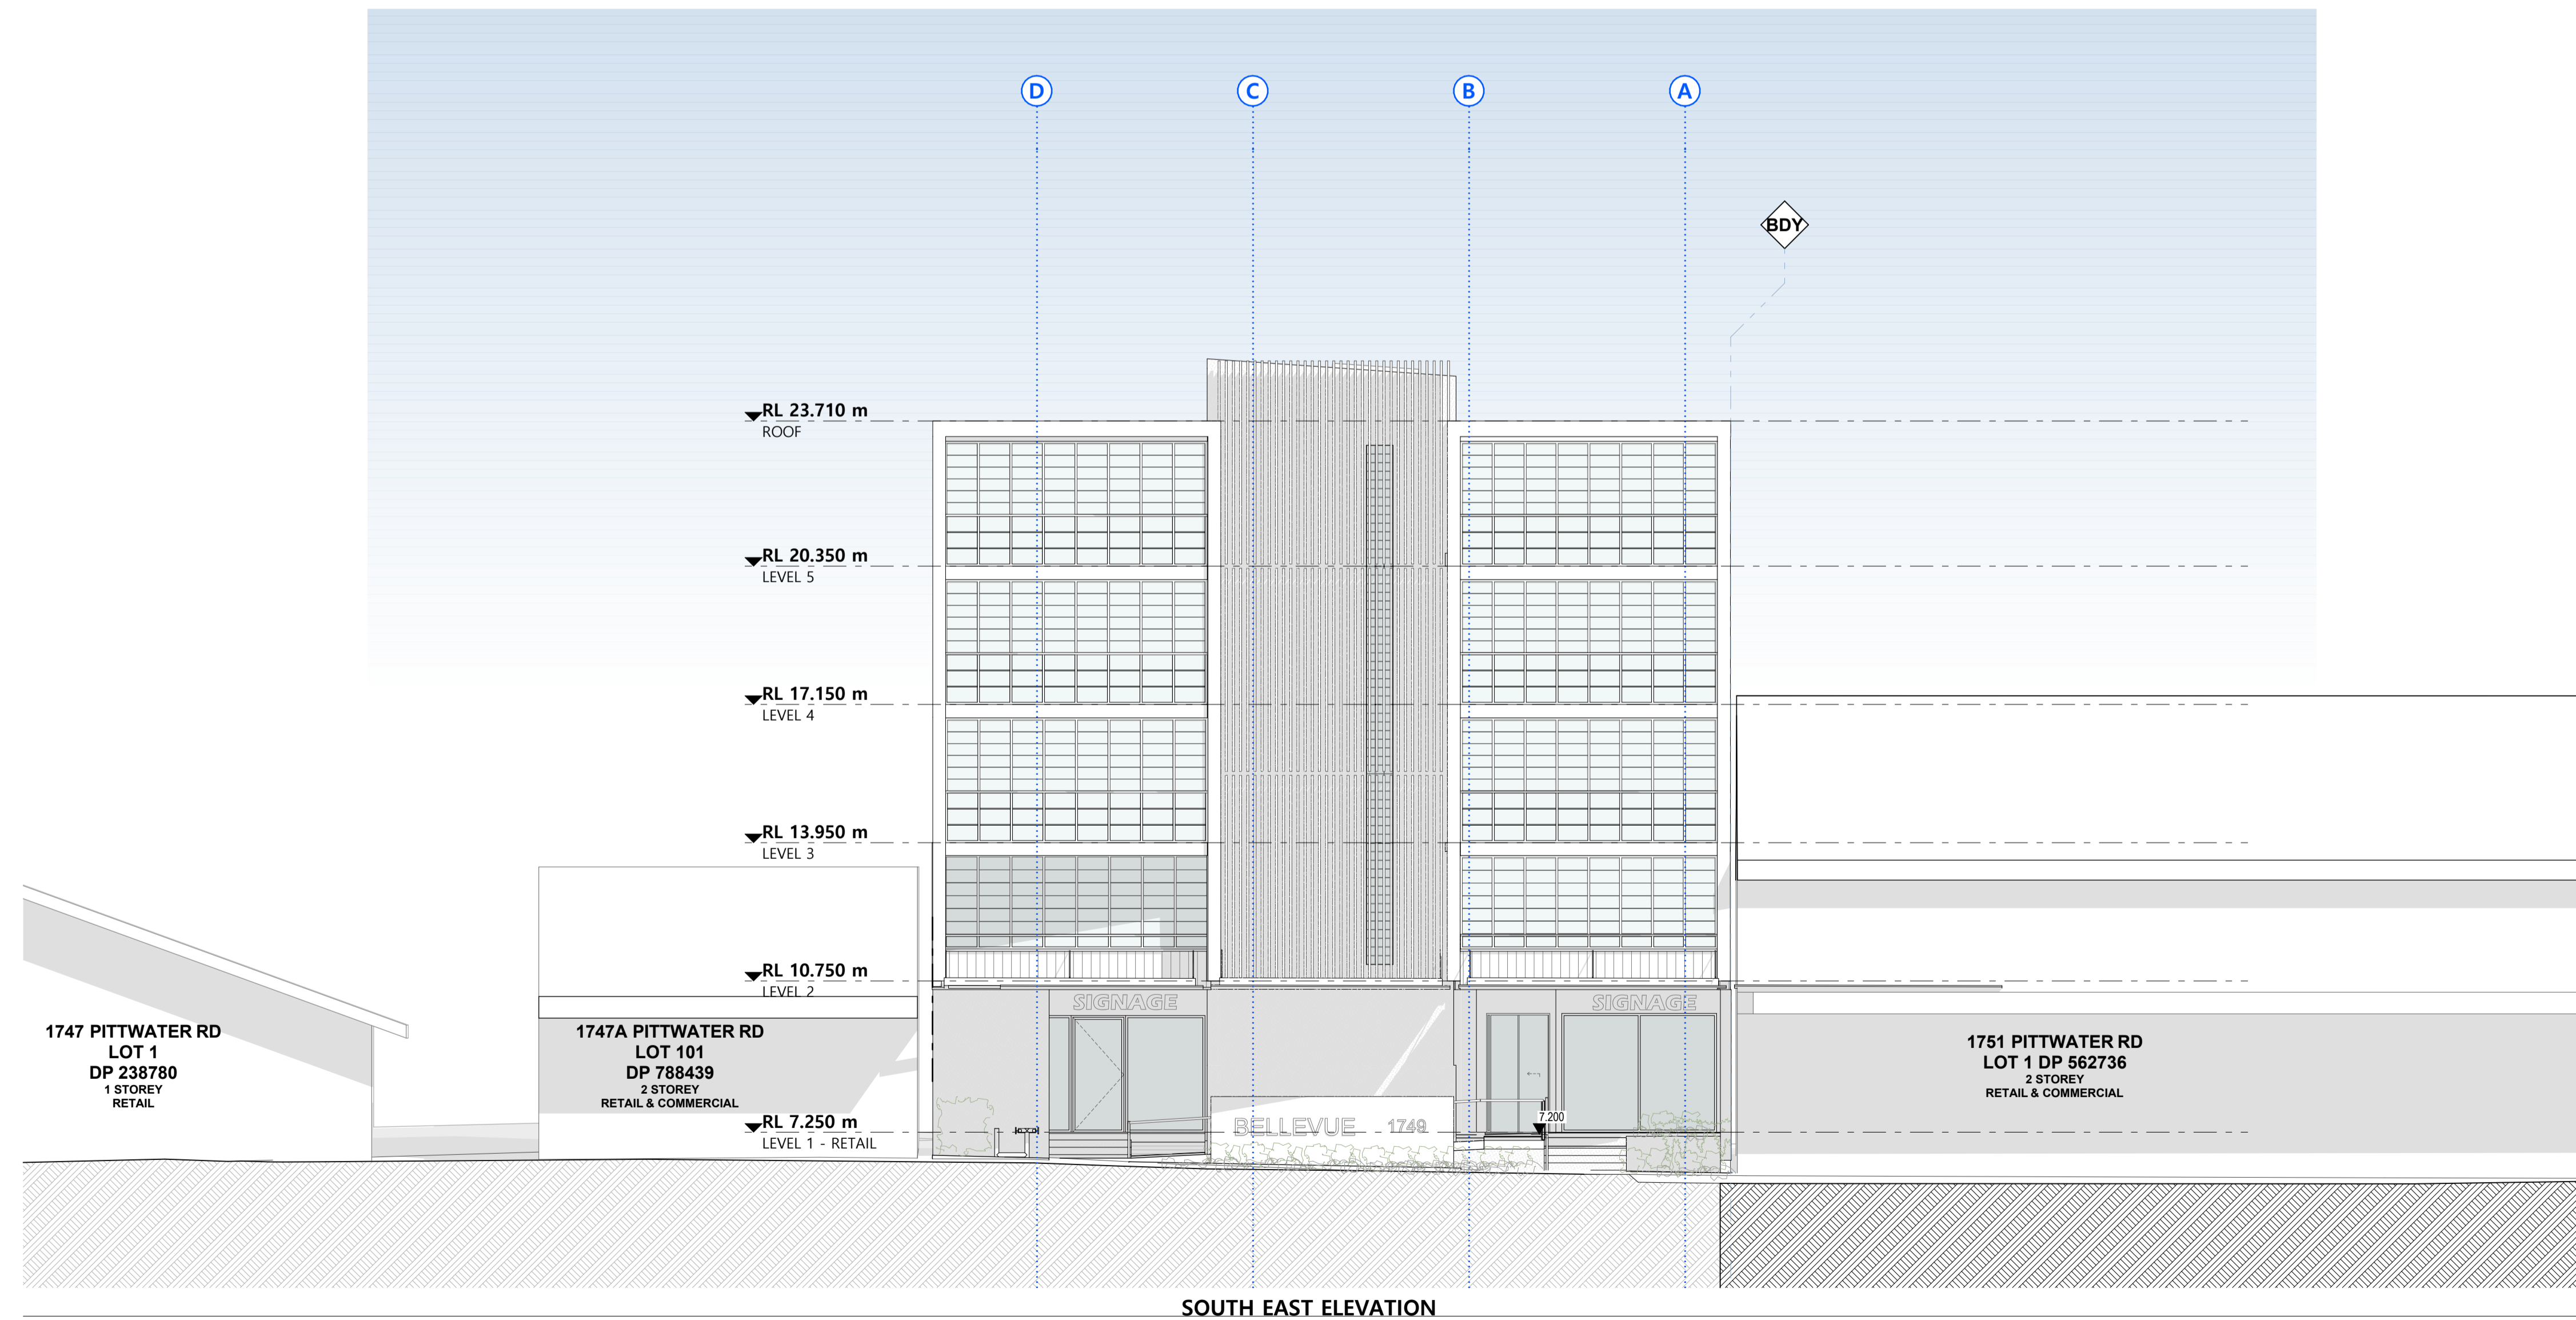 D
C
B
A
BDY
RL 23.710 m
ROOF
RL 20.350 m
LEVEL 5
RL 17.150 m
LEVEL 4
RL 13.950 m
LEVEL 3
RL 10.750 m
LEVEL 2
SIGNAGE
SIGNAGE
1747 PITTWATER RD
LOT 1
DP 238780
1 STOREY
RETAIL
1747A PITTWATER RD
LOT 101
DP 788439
2 STOREY
RETAIL & COMMERCIAL
1751 PITTWATER RD
LOT 1 DP 562736
2 STOREY
RETAIL & COMMERCIAL
RL 7.250 m
LEVEL 1 - RETAIL
BELLEVUE 1749
7.200
SOUTH EAST ELEVATION